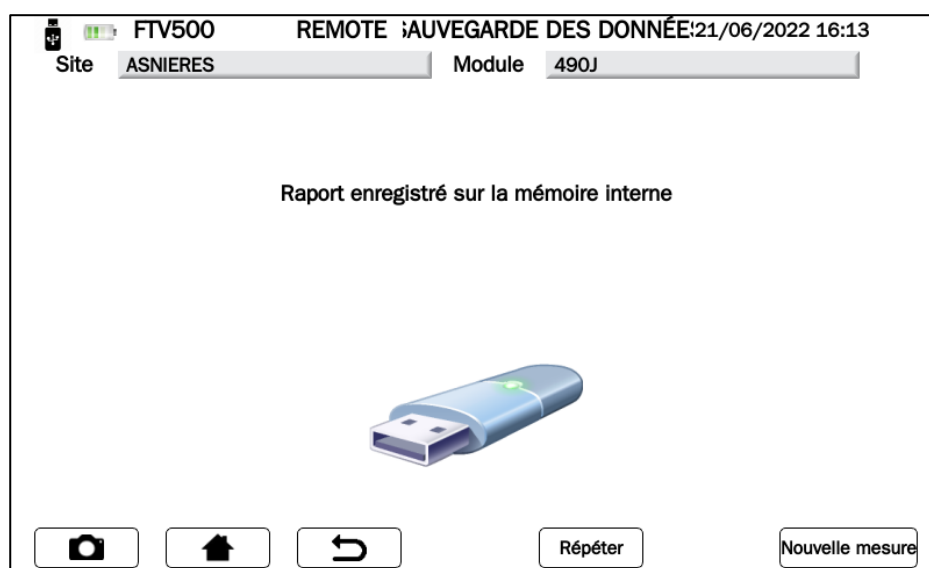 FTV500 REMOTE SAUVEGARDE DES DONNÉE 21/06/2022 16:13
Site ASNIERES Module 490J
Raport enregistré sur la mémoire interne
Répéter Nouvelle mesure